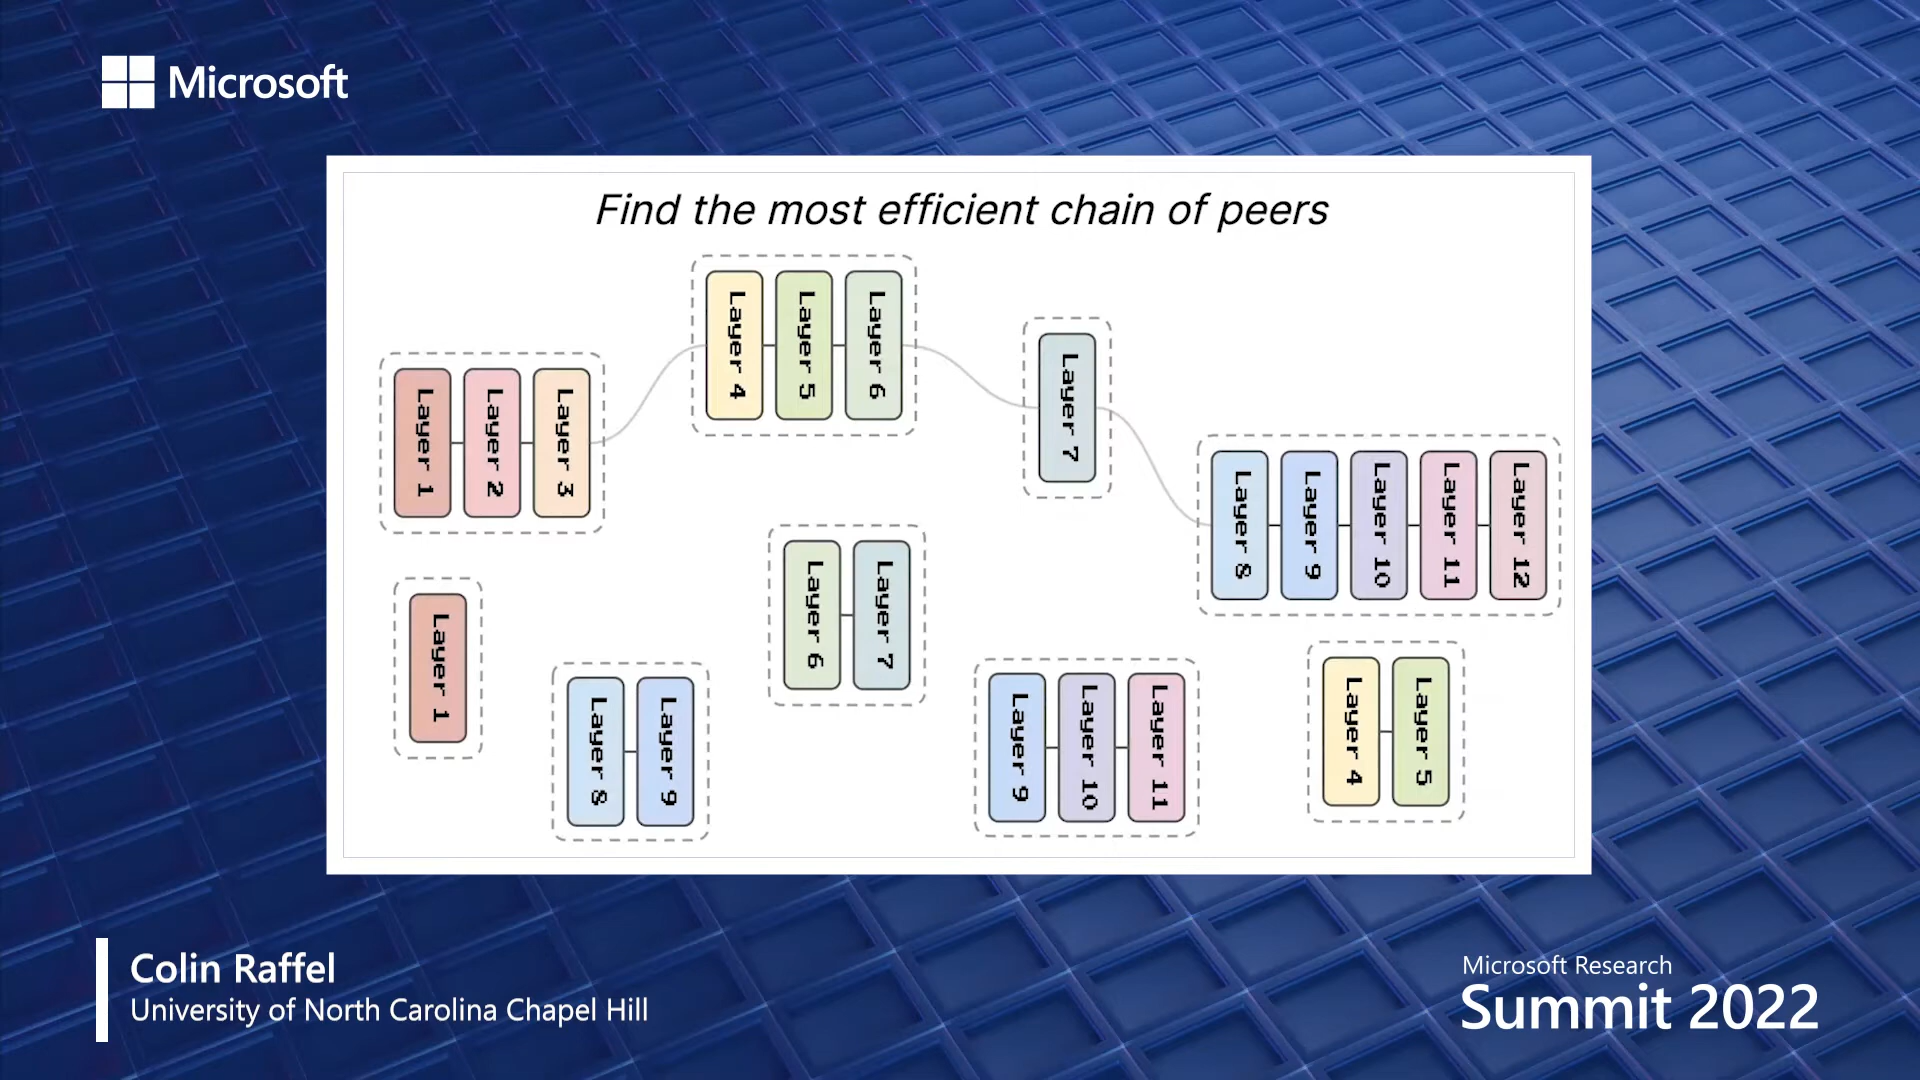 Microsoft
Find the most efficient chain of peers
Layer 1
Layer 2
Layer 3
Layer 4
Layer 5
Layer 6
Layer 7
Layer 8
Layer 9
Layer 10
Layer 11
Layer 12
Layer 1
Layer 8
Layer 9
Layer 6
Layer 7
Layer 9
Layer 10
Layer 11
Layer 4
Layer 5
Colin Raffel
University of North Carolina Chapel Hill
Microsoft Research
Summit 2022